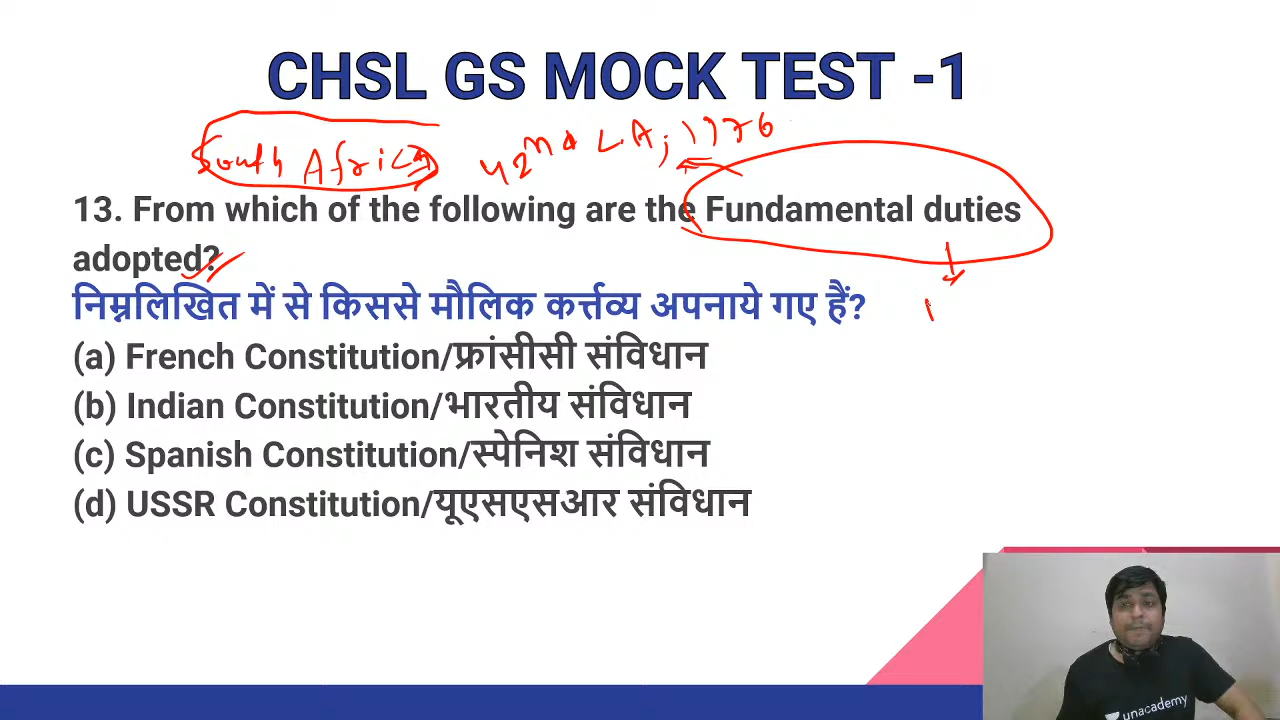 CHSL GS MOCK TEST -1
South Africa 42nd CA, 1976
13. From which of the following are the Fundamental duties
adopted?
निम्नलिखित में से किससे मौलिक कर्त्तव्य अपनाये गए हैं?
(a) French Constitution/फ्रांसीसी संविधान
(b) Indian Constitution/भारतीय संविधान
(c) Spanish Constitution/स्पेनिश संविधान
(d) USSR Constitution/यूएसएसआर संविधान
unacademy